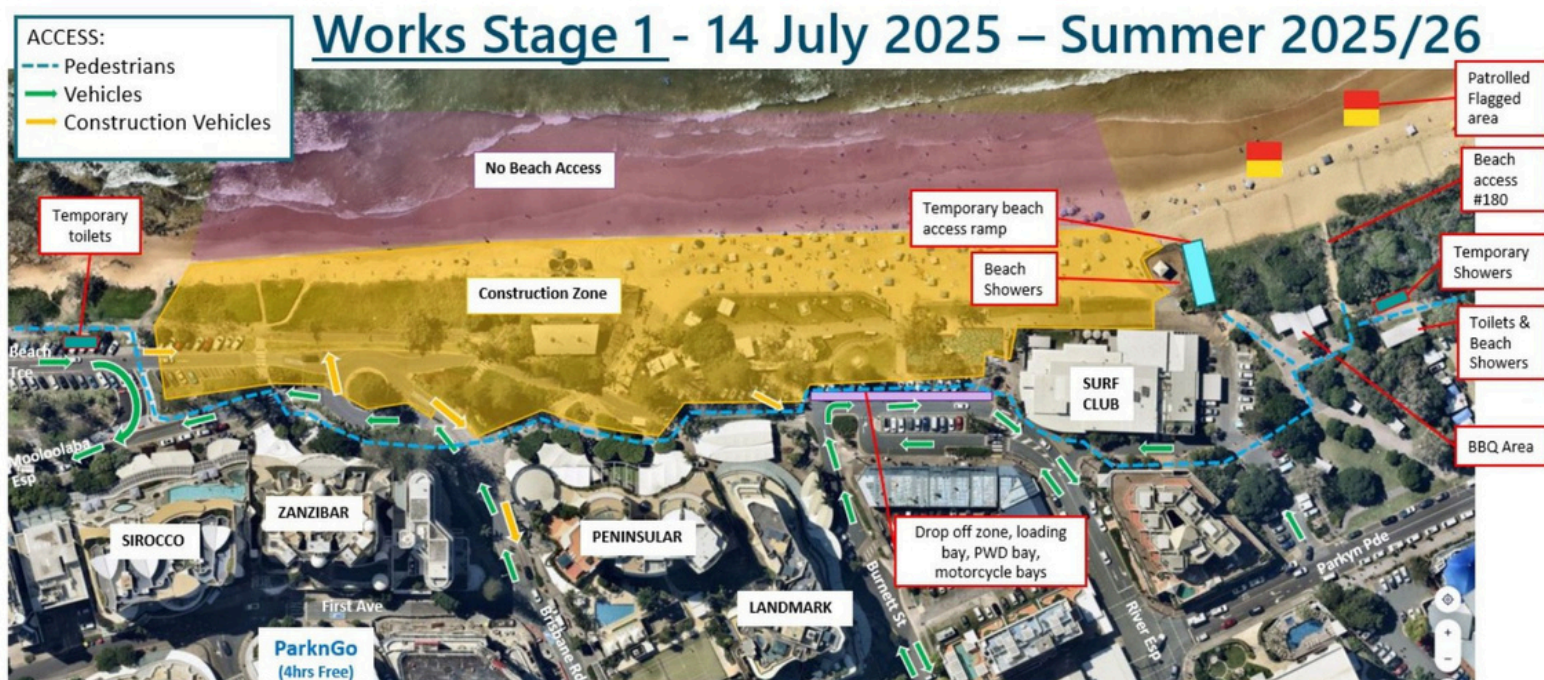 Works Stage 1 - 14 July 2025 – Summer 2025/26
ACCESS:
Pedestrians
Vehicles
Construction Vehicles
Patrolled
Flagged
area
No Beach Access
Beach
access
#180
Temporary
toilets
Temporary beach
access ramp
Temporary
Showers
Beach
Showers
Construction Zone
Toilets &
Beach
Showers
Beach
Tce
SURF
CLUB
BBQ Area
Mooloolaba
Esp
ZANZIBAR
SIROCCO
PENINSULAR
Drop off zone, loading
bay, PWD bay,
motorcycle bays
Parkyn Pde
LANDMARK
Burnett St
River Esp
First Ave
Brisbane Rd
ParknGo
(4hrs Free)
+
-